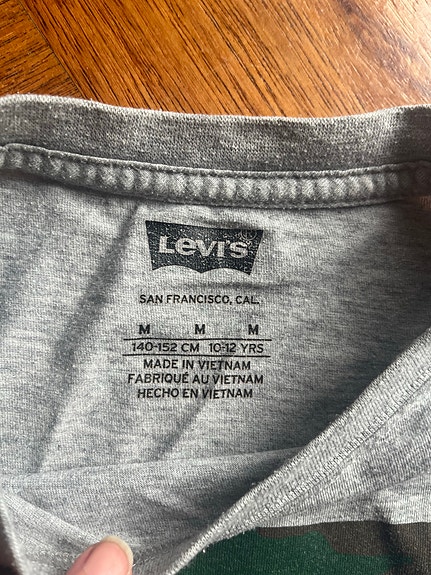 Levi's
SAN FRANCISCO, CAL.
M M M
140-152 CM 10-12 YRS
MADE IN VIETNAM
FABRIQUÉ AU VIETNAM
HECHO EN VIETNAM